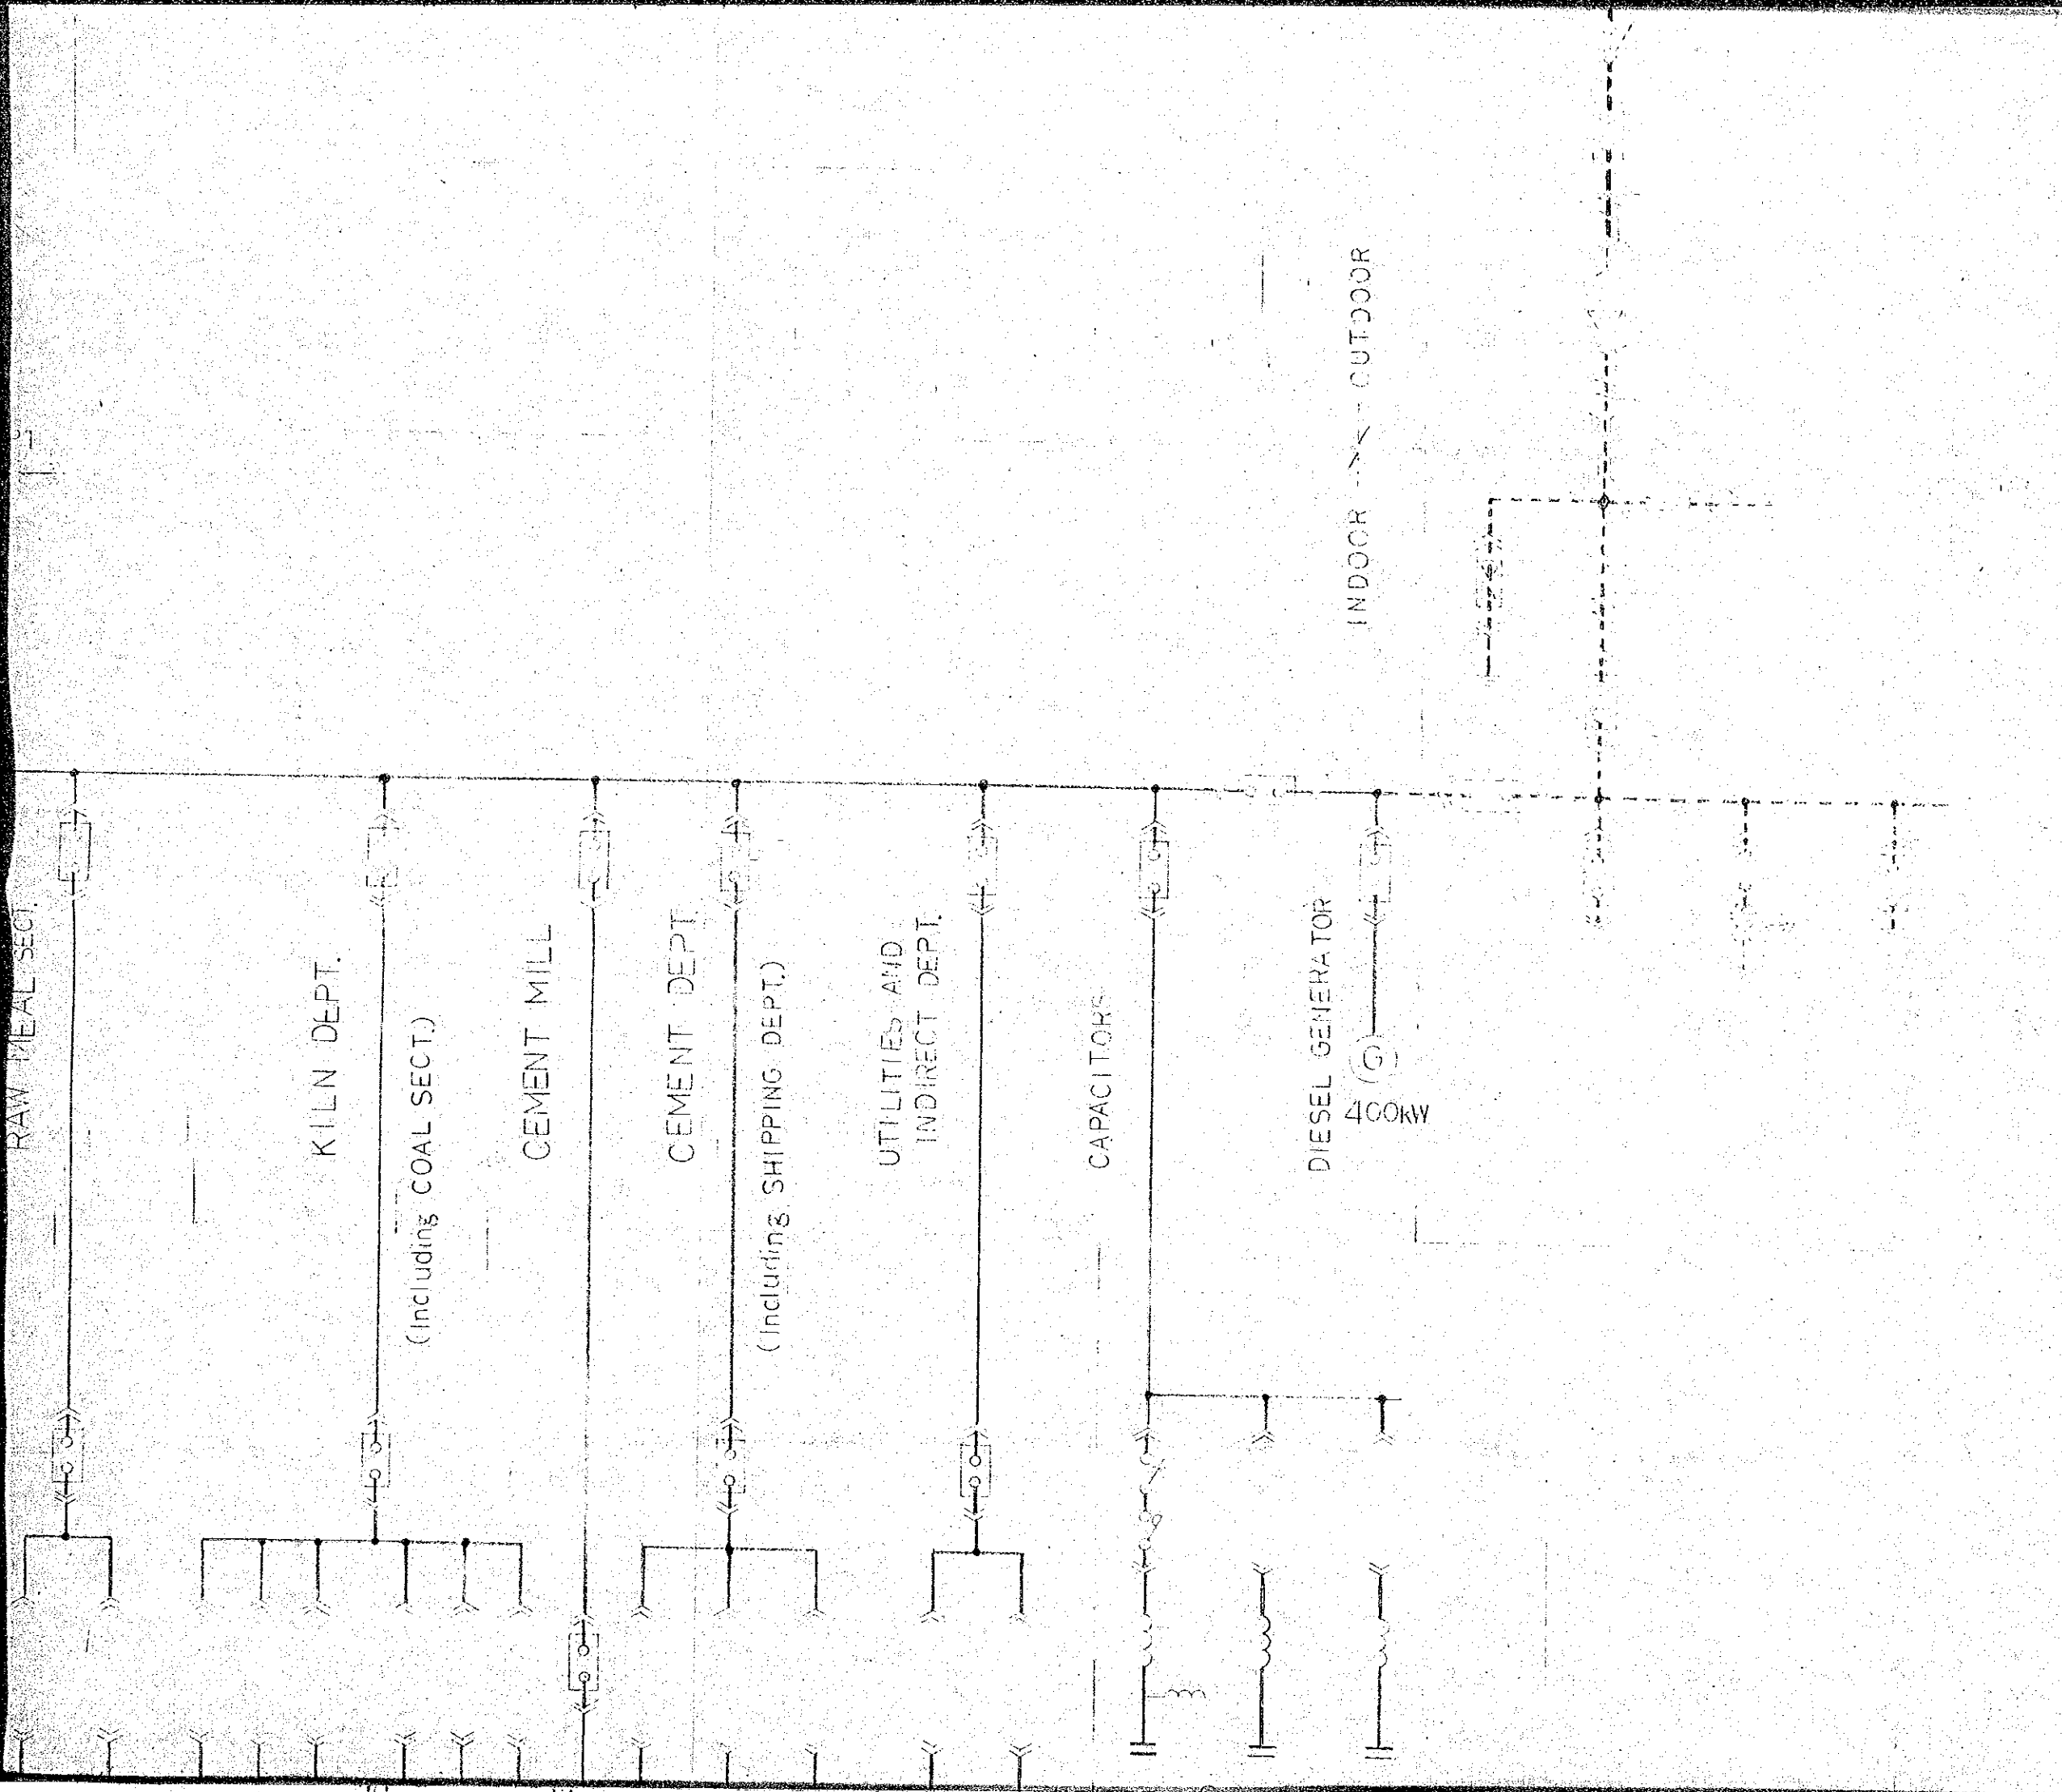 INDOOR
CUTDOOR
RAW MEAL SECT.
KILN DEPT.
(Including COAL SECT.)
CEMENT MILL
CEMENT DEPT.
(Including SHIPPING DEPT.)
UTILITIES AND
INDIRECT DEPT.
CAPACITORS
DIESEL GENERATOR
G
400kW